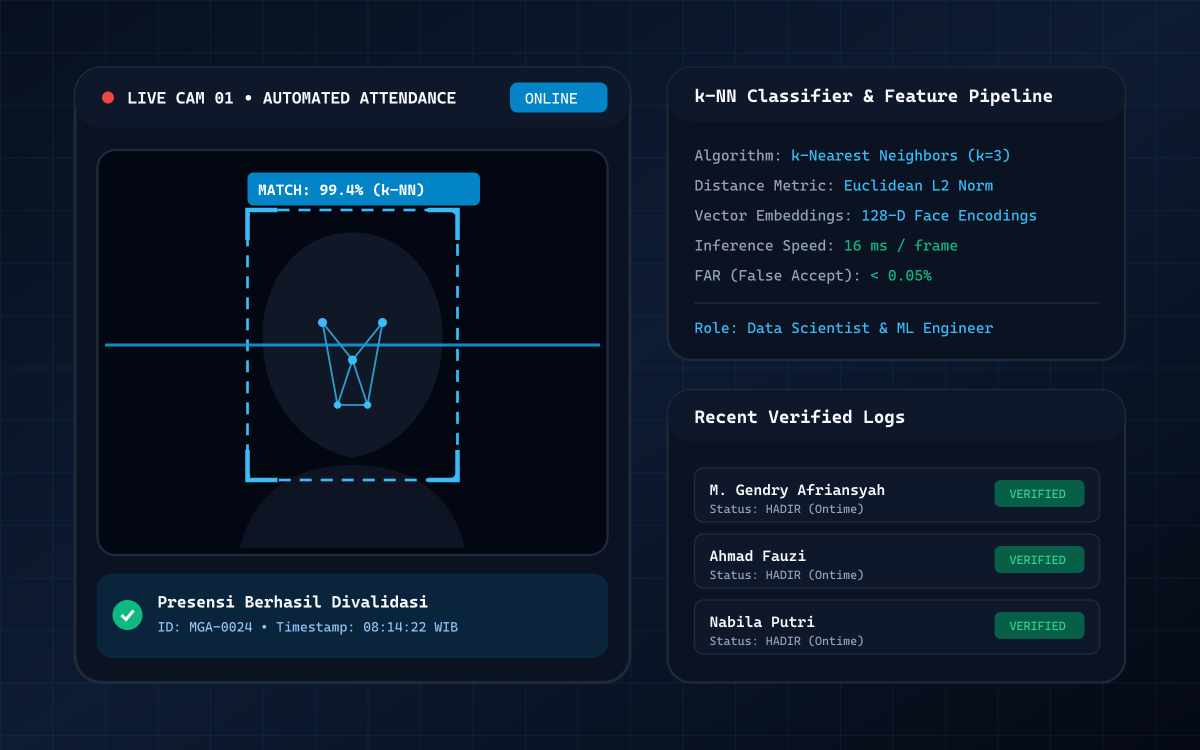 LIVE CAM 01 • AUTOMATED ATTENDANCE
ONLINE
MATCH: 99.4% (k-NN)
Presensi Berhasil Divalidasi
ID: MGA-0024 • Timestamp: 08:14:22 WIB
k-NN Classifier & Feature Pipeline
Algorithm: k-Nearest Neighbors (k=3)
Distance Metric: Euclidean L2 Norm
Vector Embeddings: 128-D Face Encodings
Inference Speed: 16 ms / frame
FAR (False Accept): < 0.05%
Role: Data Scientist & ML Engineer
Recent Verified Logs
M. Gendry Afriansyah
Status: HADIR (Ontime)
VERIFIED
Ahmad Fauzi
Status: HADIR (Ontime)
VERIFIED
Nabila Putri
Status: HADIR (Ontime)
VERIFIED